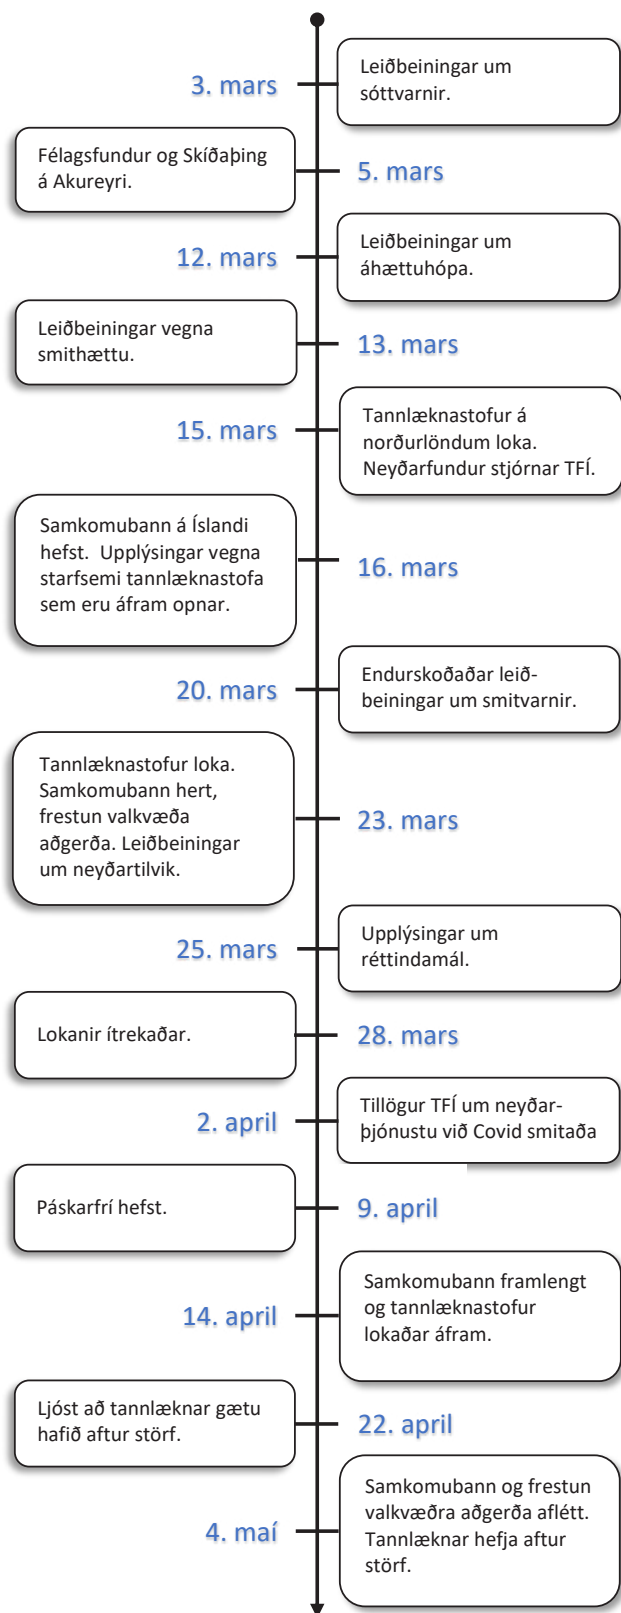 3. mars
Leiðbeiningar um
sóttvarnir.
Félagsfundur og Skíðaþing
á Akureyri.
5. mars
12. mars
Leiðbeiningar um
áhættuhópa.
Leiðbeiningar vegna
smithættu.
13. mars
15. mars
Tannlæknastofur á
norðurlöndum loka.
Neyðarfundur stjórnar TFÍ.
Samkomubann á Íslandi
hefst.  Upplýsingar vegna
starfsemi tannlæknastofa
sem eru áfram opnar.
16. mars
20. mars
Endurskoðaðar leið-
beiningar um smitvarnir.
Tannlæknastofur loka.
Samkomubann hert,
frestun valkvæða
aðgerða. Leiðbeiningar
um neyðartilvik.
23. mars
25. mars
Upplýsingar um
réttindamál.
Lokanir ítrekaðar.
28. mars
2. april
Tillögur TFÍ um neyðar-
þjónustu við Covid smitaða
Páskarfrí hefst.
9. april
14. april
Samkomubann framlengt
og tannlæknastofur
lokaðar áfram.
Ljóst að tannlæknar gætu
hafið aftur störf.
22. april
4. maí
Samkomubann og frestun
valkvæðra aðgerða aflétt.
Tannlæknar hefja aftur
störf.